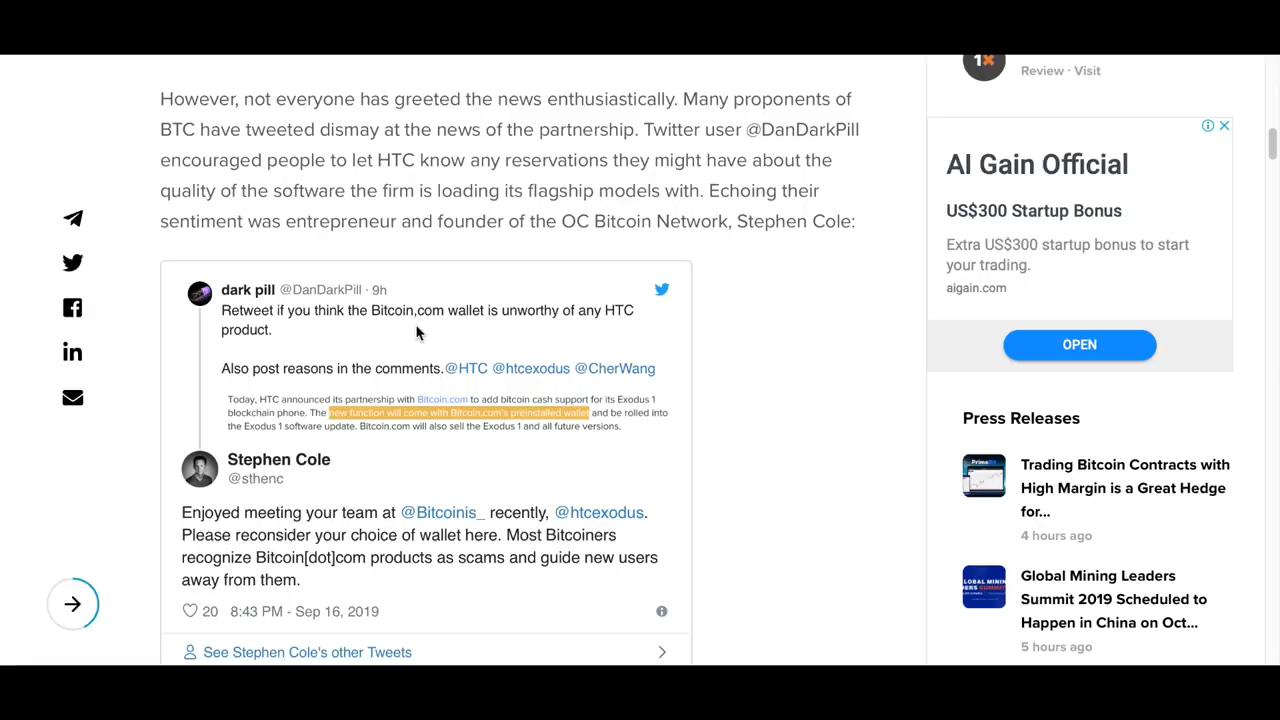 However, not everyone has greeted the news enthusiastically. Many proponents of
BTC have tweeted dismay at the news of the partnership. Twitter user @DanDarkPill
encouraged people to let HTC know any reservations they might have about the
quality of the software the firm is loading its flagship models with. Echoing their
sentiment was entrepreneur and founder of the OC Bitcoin Network, Stephen Cole:
dark pill @DanDarkPill · 9h
Retweet if you think the Bitcoin,com wallet is unworthy of any HTC
product.
Also post reasons in the comments.@HTC @htcexodus @CherWang
Today, HTC announced its partnership with Bitcoin.com to add bitcoin cash support for its Exodus 1
blockchain phone. The new function will come with Bitcoin.com's preinstalled wallet and be rolled into
the Exodus 1 software update. Bitcoin.com will also sell the Exodus 1 and all future versions.
Stephen Cole
@sthenc
Enjoyed meeting your team at @Bitcoinis_ recently, @htcexodus.
Please reconsider your choice of wallet here. Most Bitcoiners
recognize Bitcoin[dot]com products as scams and guide new users
away from them.
20 8:43 PM - Sep 16, 2019
See Stephen Cole's other Tweets
1x
Review · Visit
AI Gain Official
US$300 Startup Bonus
Extra US$300 startup bonus to start
your trading.
aigain.com
OPEN
Press Releases
Trading Bitcoin Contracts with
High Margin is a Great Hedge
for...
4 hours ago
Global Mining Leaders
Summit 2019 Scheduled to
Happen in China on Oct...
5 hours ago